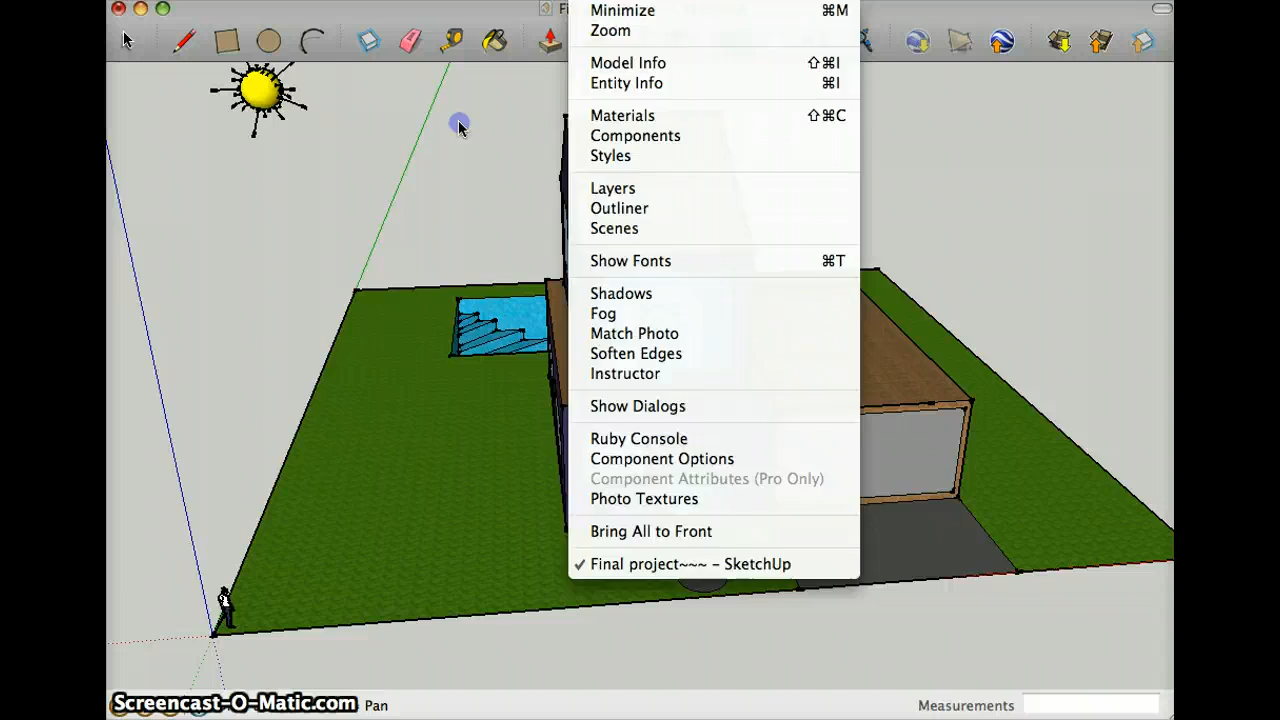 Fi
Minimize ⌘M
Zoom
Model Info ⇧⌘I
Entity Info ⌘I
Materials ⇧⌘C
Components
Styles
Layers
Outliner
Scenes
Show Fonts ⌘T
Shadows
Fog
Match Photo
Soften Edges
Instructor
Show Dialogs
Ruby Console
Component Options
Component Attributes (Pro Only)
Photo Textures
Bring All to Front
✓ Final project~~~ – SketchUp
Screencast-O-Matic.com Pan Measurements